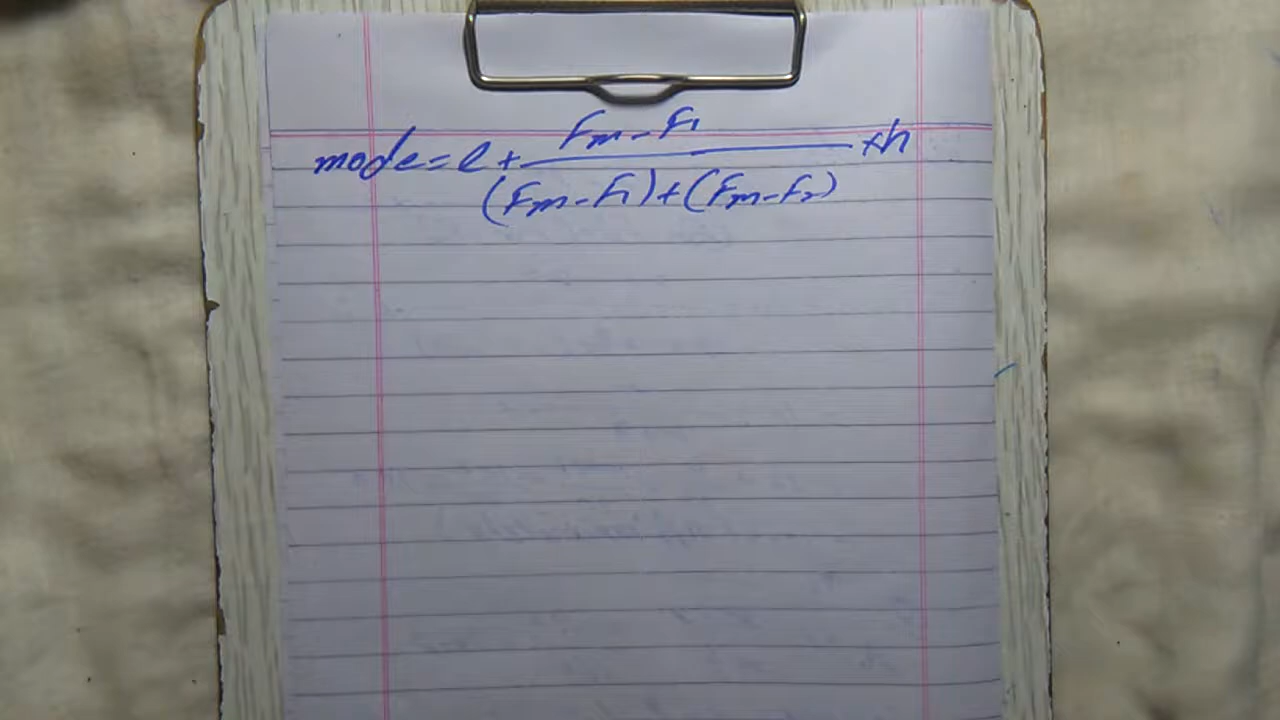 mode = l + (Fm - F1) / ((Fm - F1) + (Fm - F2)) × h